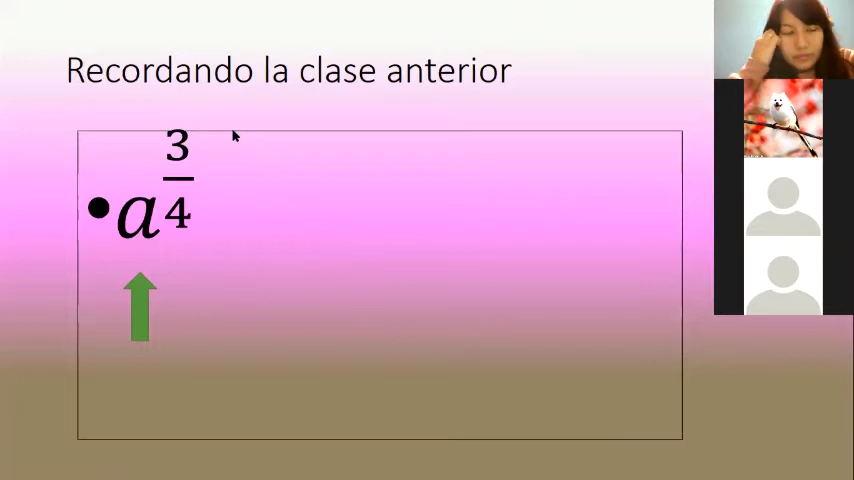 Recordando la clase anterior
•a^(3/4)